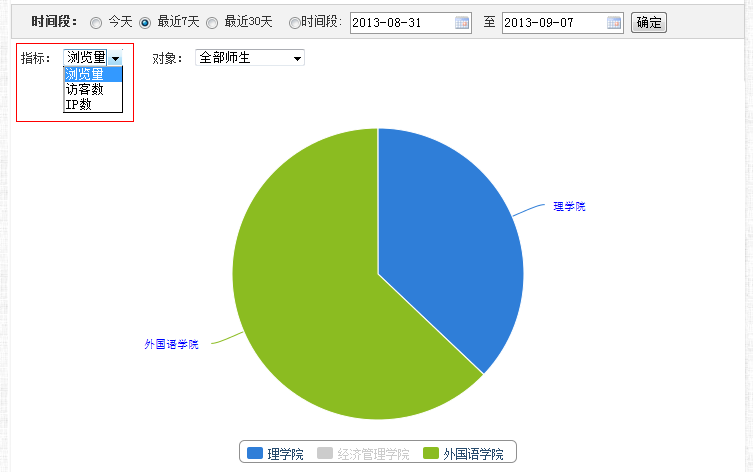 时间段： 今天 最近7天 最近30天 时间段: 2013-08-31 至 2013-09-07 确定
指标： 浏览量 对象： 全部师生
浏览量
访客数
IP数
理学院
外国语学院
理学院 经济管理学院 外国语学院